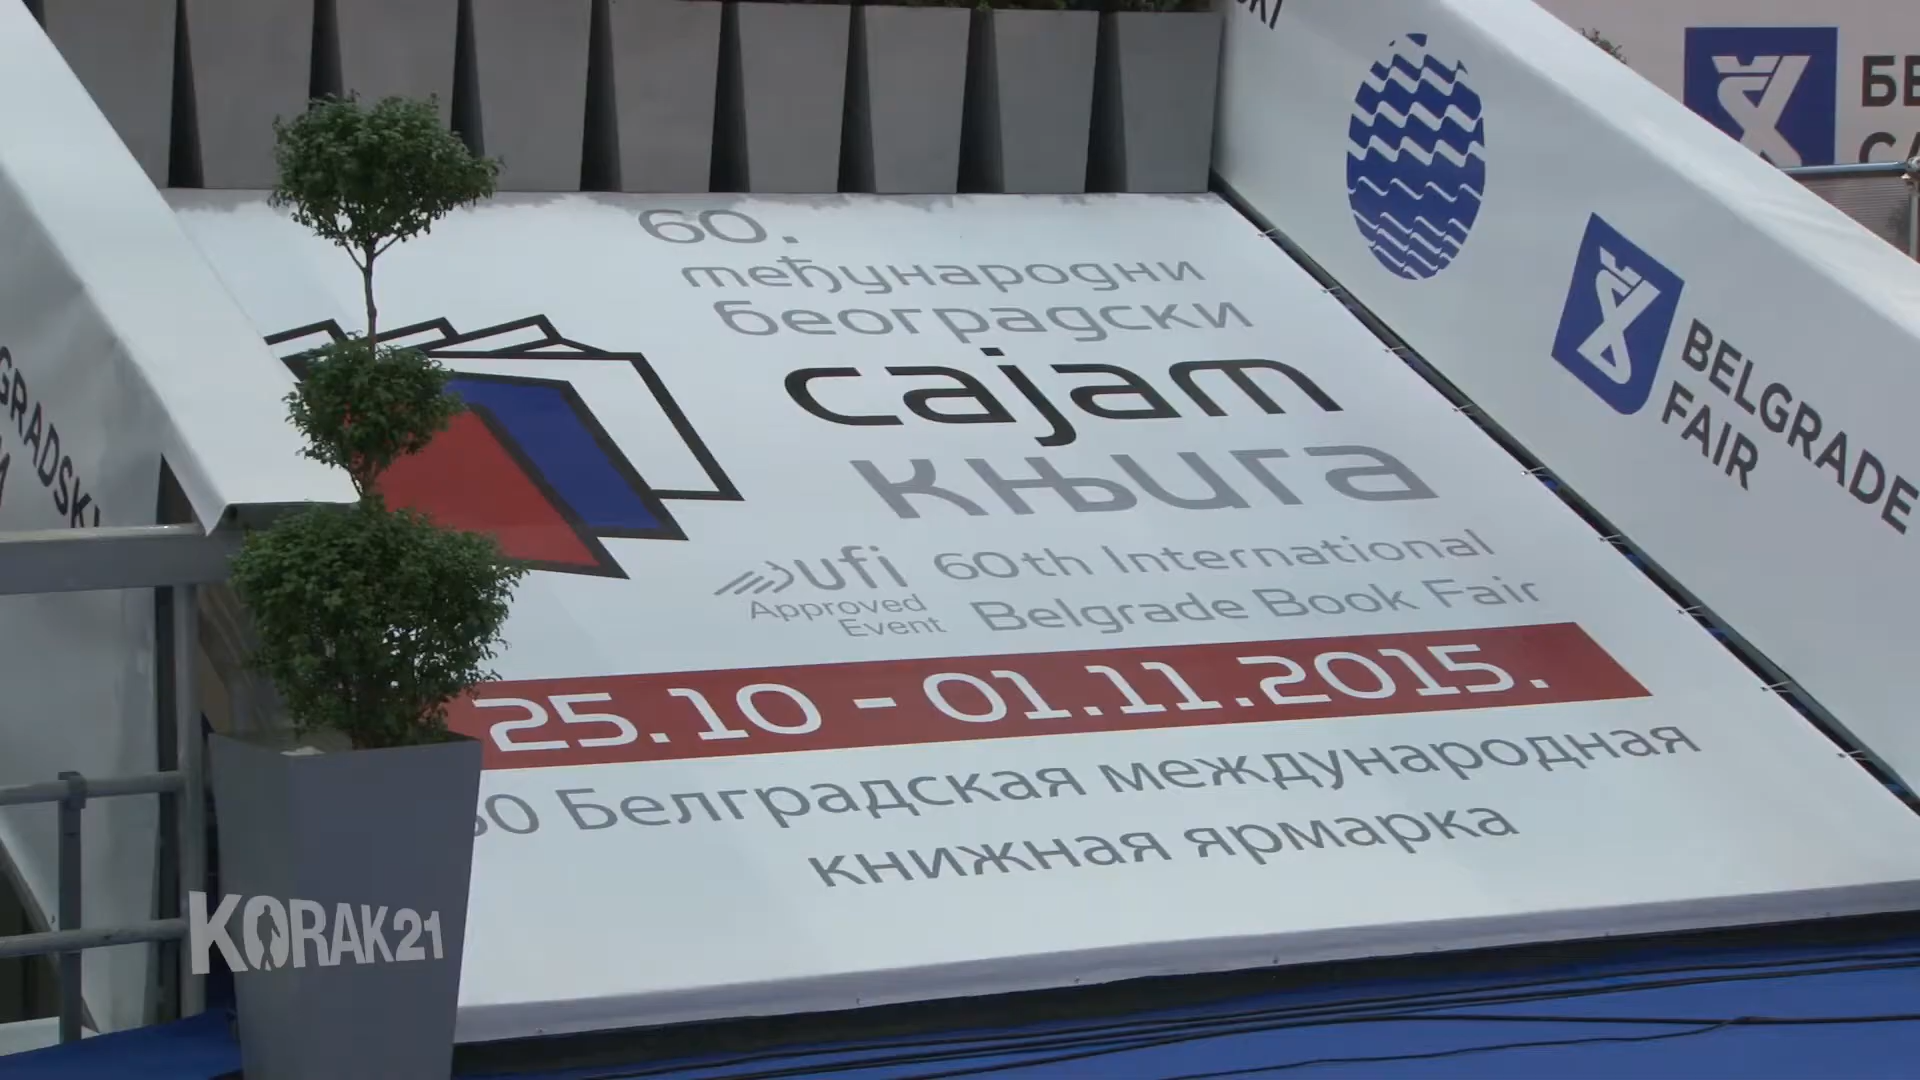 60.
међународни
београдски
сајам
књига
ufi
Approved
Event
60th International
Belgrade Book Fair
25.10 - 01.11.2015.
60 Белградская международная
книжная ярмарка
BELGRADE
FAIR
KORAK21